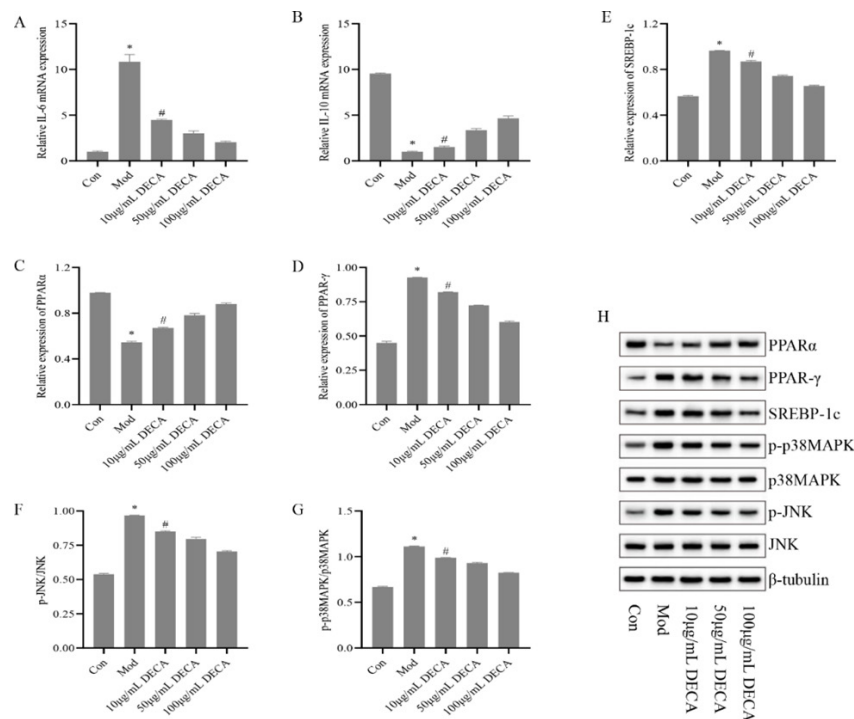 A
Relative IL-6 mRNA expression
15
10
5
0
*
#
Con
Mod
10μg/mL DECA
50μg/mL DECA
100μg/mL DECA
B
Relative IL-10 mRNA expression
15
10
5
0
*
#
Con
Mod
10μg/mL DECA
50μg/mL DECA
100μg/mL DECA
E
Relative expression of SREBP-1c
1.2
0.8
0.4
0.0
*
#
Con
Mod
10μg/mL DECA
50μg/mL DECA
100μg/mL DECA
C
Relative expression of PPARα
1.2
0.8
0.4
0.0
*
#
Con
Mod
10μg/mL DECA
50μg/mL DECA
100μg/mL DECA
D
Relative expression of PPAR-γ
1.00
0.75
0.50
0.25
0.00
*
#
Con
Mod
10μg/mL DECA
50μg/mL DECA
100μg/mL DECA
F
p-JNK/JNK
1.00
0.75
0.50
0.25
0.00
*
#
Con
Mod
10μg/mL DECA
50μg/mL DECA
100μg/mL DECA
G
p-p38MAPK/p38MAPK
1.5
1.0
0.5
0.0
*
#
Con
Mod
10μg/mL DECA
50μg/mL DECA
100μg/mL DECA
H
PPARα
PPAR-γ
SREBP-1c
p-p38MAPK
p38MAPK
p-JNK
JNK
β-tubulin
Con
Mod
10μg/mL DECA
50μg/mL DECA
100μg/mL DECA